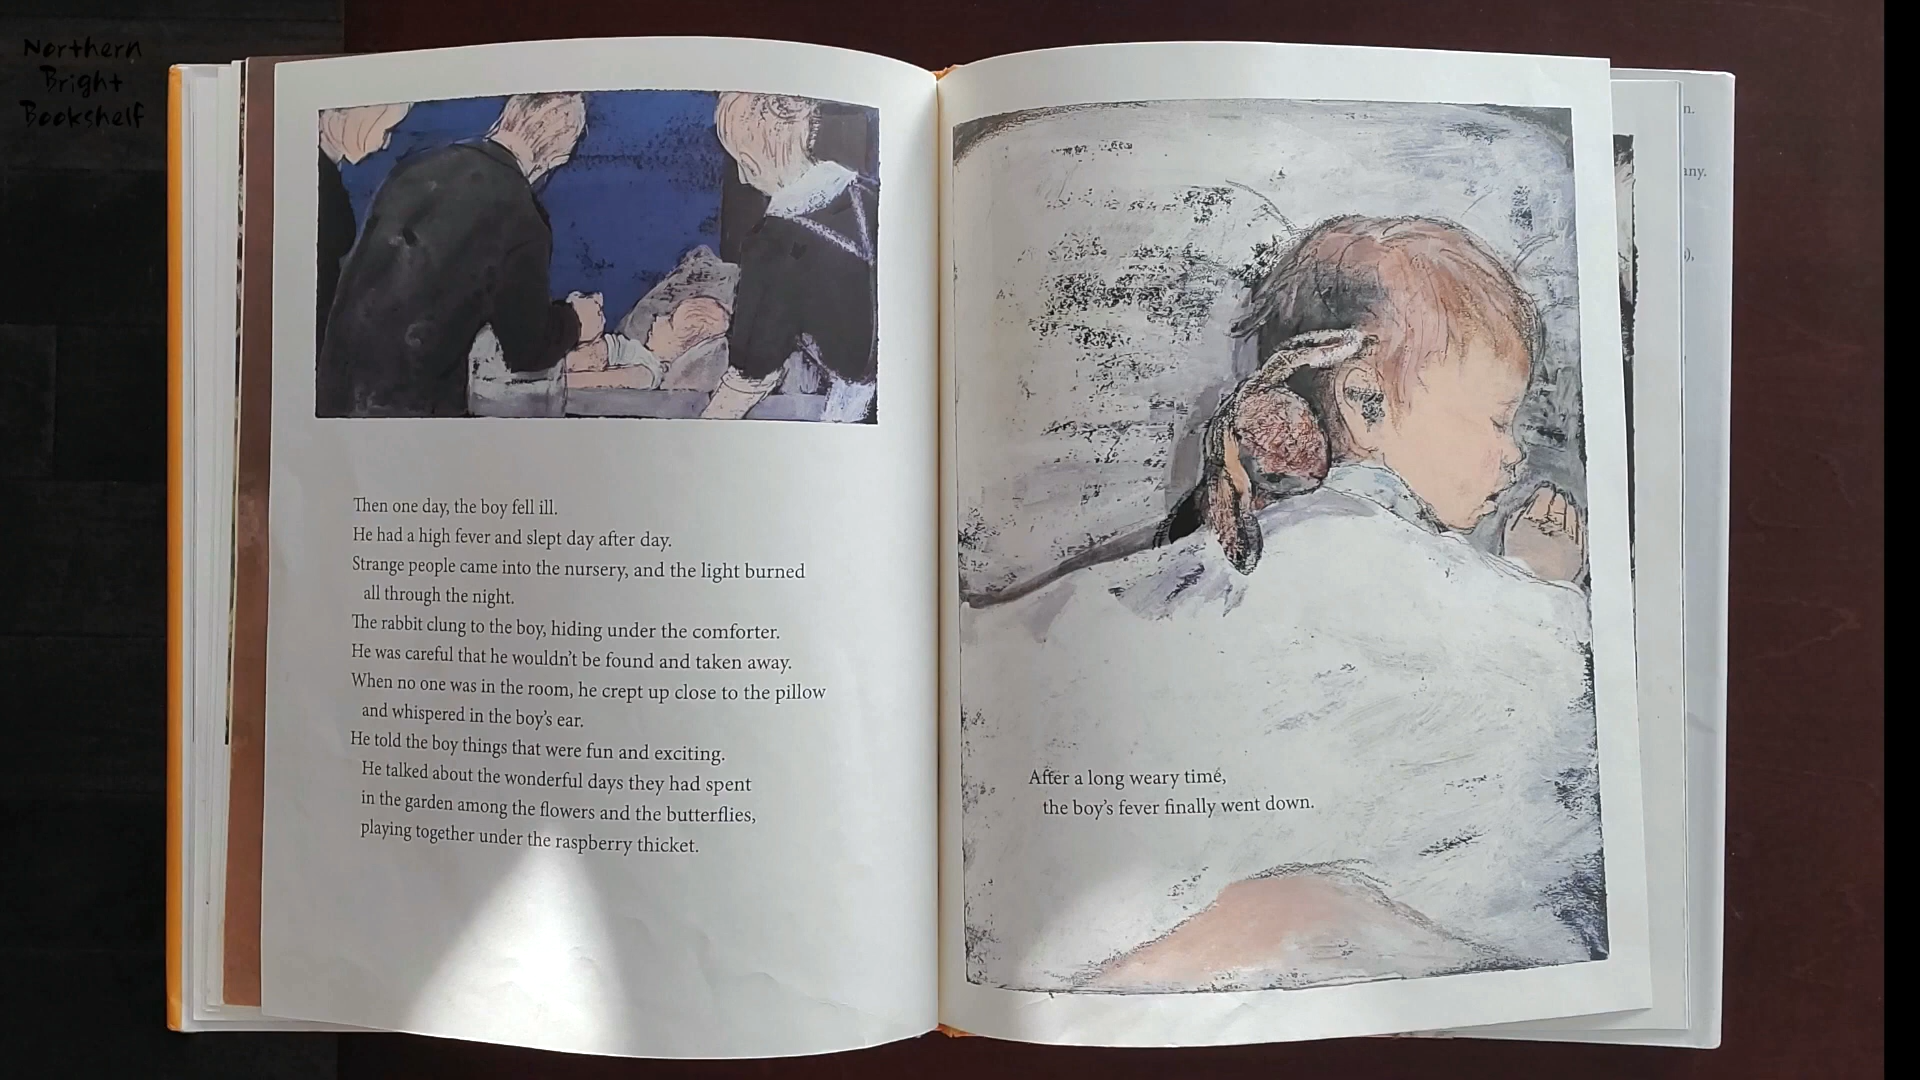 Northern
Bright
Bookshelf
Then one day, the boy fell ill.
He had a high fever and slept day after day.
Strange people came into the nursery, and the light burned
all through the night.
The rabbit clung to the boy, hiding under the comforter.
He was careful that he wouldn't be found and taken away.
When no one was in the room, he crept up close to the pillow
and whispered in the boy's ear.
He told the boy things that were fun and exciting.
He talked about the wonderful days they had spent
in the garden among the flowers and the butterflies,
playing together under the raspberry thicket.
After a long weary time,
the boy's fever finally went down.